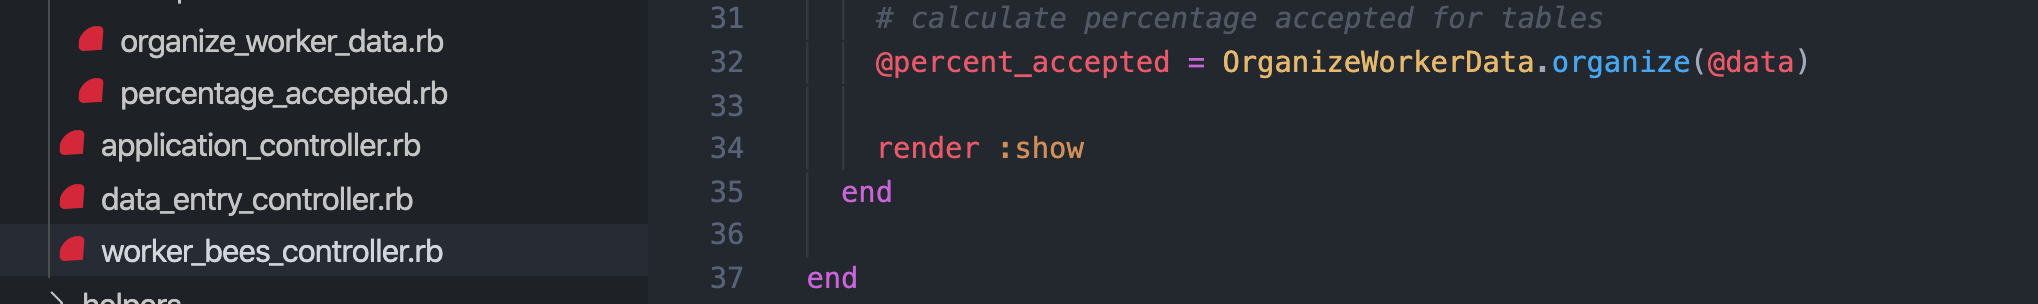 organize_worker_data.rb
percentage_accepted.rb
application_controller.rb
data_entry_controller.rb
worker_bees_controller.rb
helpers
31 # calculate percentage accepted for tables
32 @percent_accepted = OrganizeWorkerData.organize(@data)
33
34 render :show
35 end
36
37 end